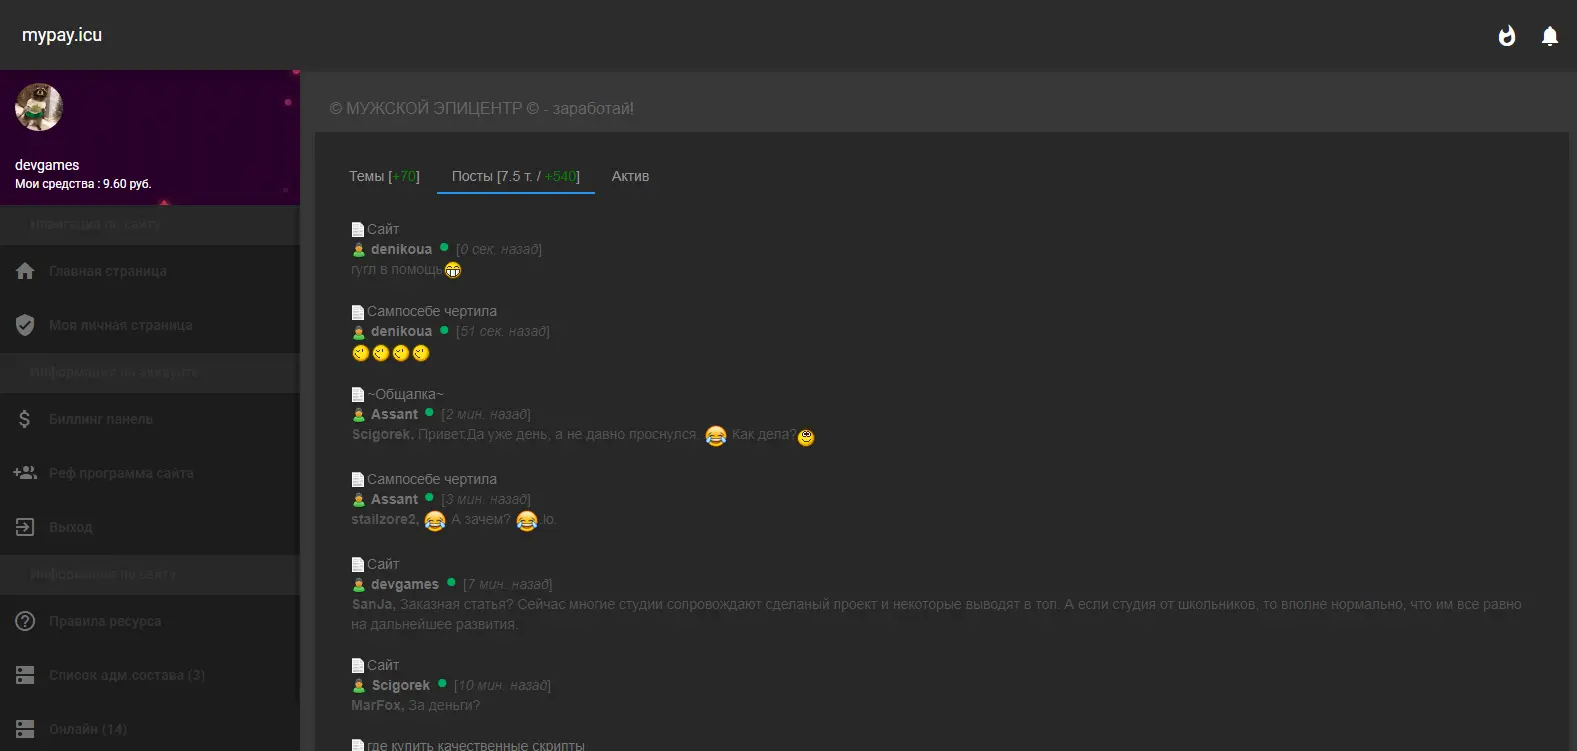 mypay.icu
devgames
Мои средства : 9.60 руб.
Навигация по сайту
Главная страница
Моя личная страница
Информация по аккаунту
Биллинг панель
Реф программа сайта
Выход
Информация по сайту
Правила ресурса
Список адм.состава (3)
Онлайн (14)
© МУЖСКОЙ ЭПИЦЕНТР © - заработай!
Темы [+70] Посты [7.5 т. / +540] Актив
Сайт
denikoua [0 сек. назад]
гугл в помощь
Сампосебе чертила
denikoua [51 сек. назад]
~Общалка~
Assant [2 мин. назад]
Scigorek, Привет.Да уже день, а не давно проснулся. Как дела?
Сампосебе чертила
Assant [3 мин. назад]
stailzore2, А зачем? .io.
Сайт
devgames [7 мин. назад]
SanJa, Заказная статья? Сейчас многие студии сопровождают сделаный проект и некоторые выводят в топ. А если студия от школьников, то вполне нормально, что им все равно
на дальнейшее развития.
Сайт
Scigorek [10 мин. назад]
MarFox, За деньги?
где купить качественные скрипты